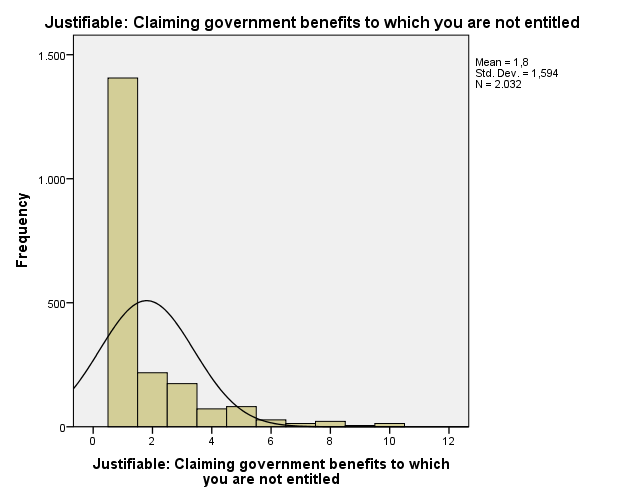 Justifiable: Claiming government benefits to which you are not entitled
Mean = 1,8
Std. Dev. = 1,594
N = 2.032
Frequency
1.500
1.000
500
0
0 2 4 6 8 10 12
Justifiable: Claiming government benefits to which
you are not entitled